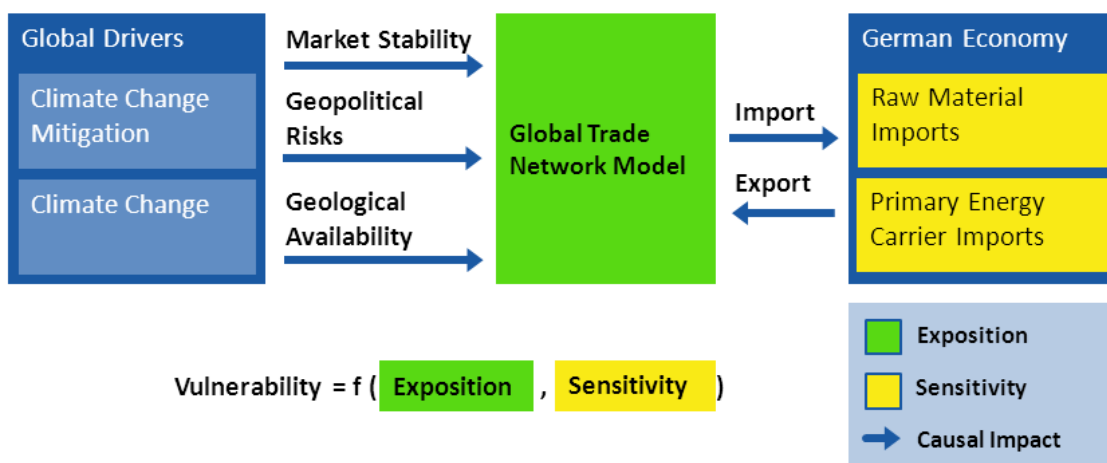 Global Drivers
Climate Change
Mitigation
Climate Change
Market Stability
Geopolitical
Risks
Geological
Availability
Global Trade
Network Model
Import
Export
German Economy
Raw Material
Imports
Primary Energy
Carrier Imports
Vulnerability = f ( Exposition , Sensitivity )
Exposition
Sensitivity
Causal Impact